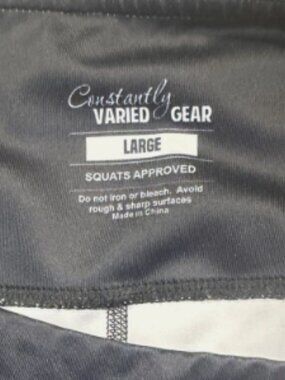 Constantly
VARIED GEAR
LARGE
SQUATS APPROVED
Do not iron or bleach. Avoid
rough & sharp surfaces
Made in China